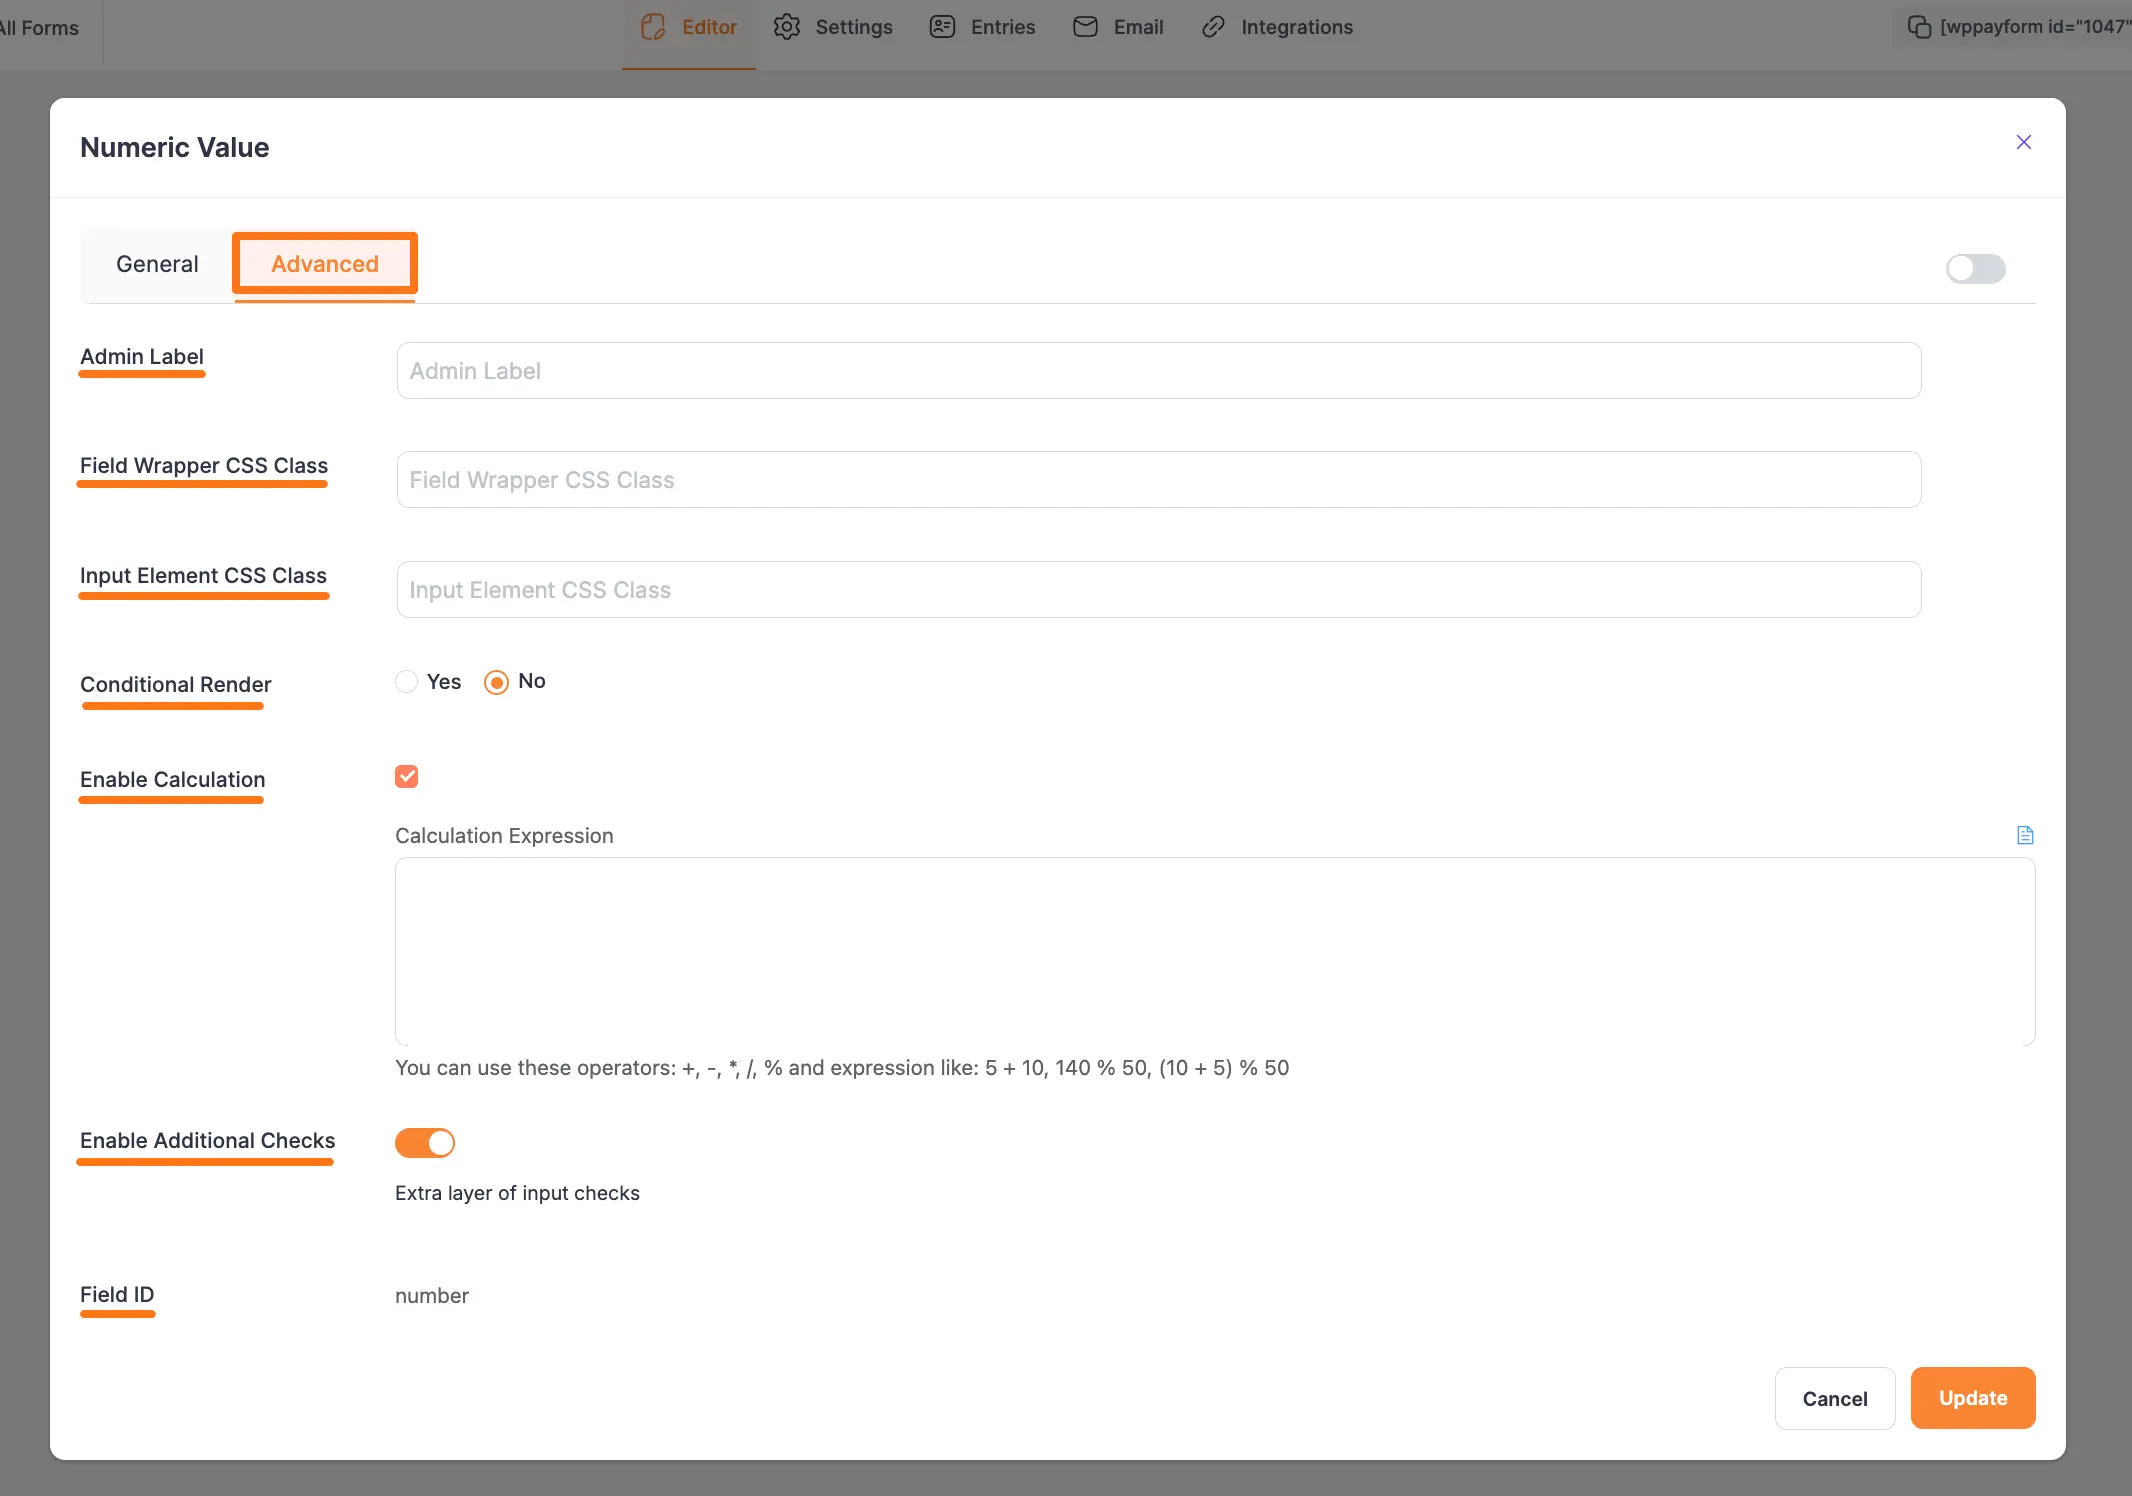 All Forms
Editor
Settings
Entries
Email
Integrations
[wppayform id="1047"
Numeric Value
General
Advanced
Admin Label
Admin Label
Field Wrapper CSS Class
Field Wrapper CSS Class
Input Element CSS Class
Input Element CSS Class
Conditional Render
Yes
No
Enable Calculation
Calculation Expression
You can use these operators: +, -, *, /, % and expression like: 5 + 10, 140 % 50, (10 + 5) % 50
Enable Additional Checks
Extra layer of input checks
Field ID
number
Cancel
Update